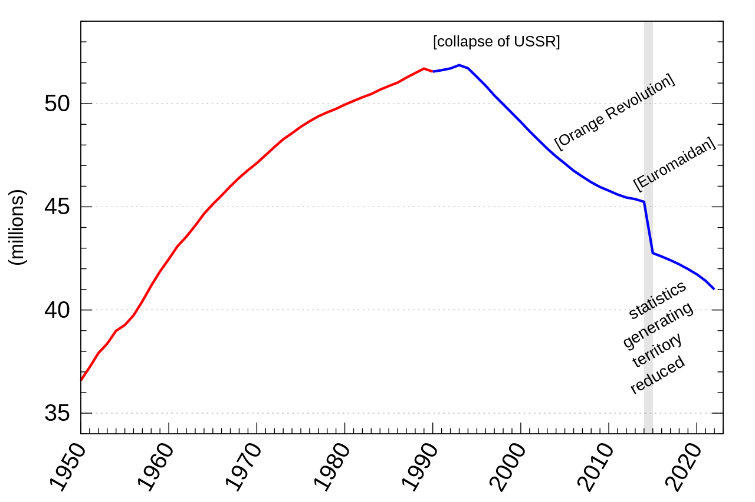 [collapse of USSR]
[Orange Revolution]
[Euromaidan]
50
45
40
35
(millions)
statistics
generating
territory
reduced
1950
1960
1970
1980
1990
2000
2010
2020